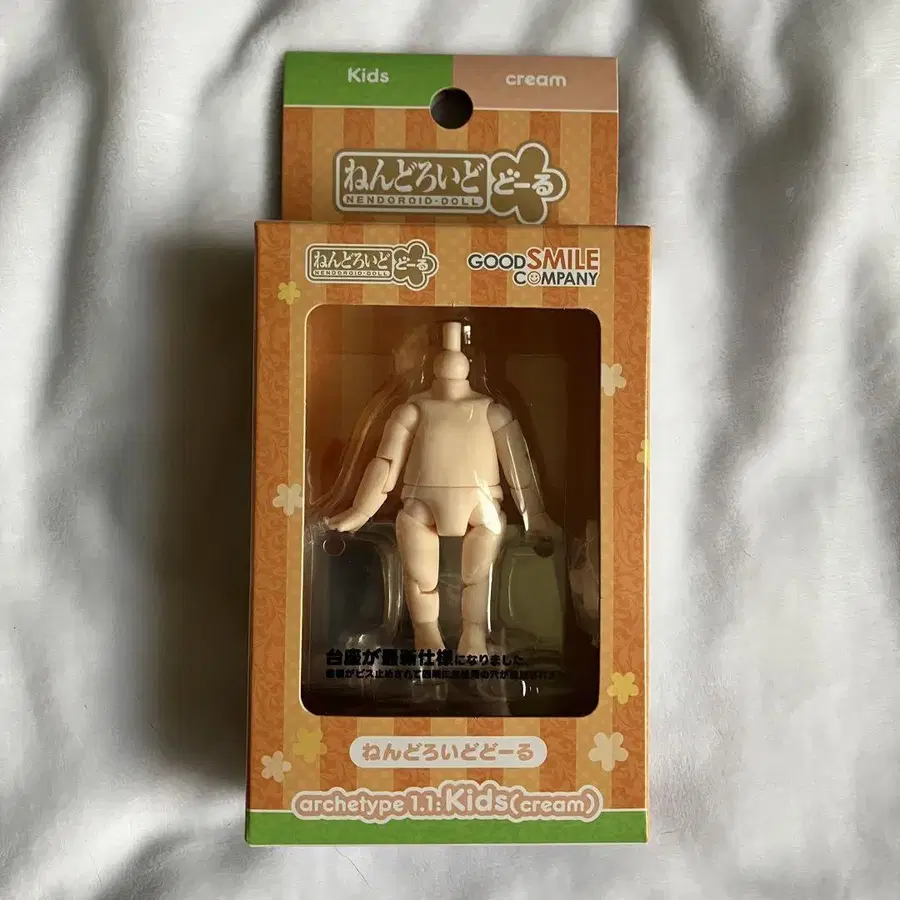 Kids
cream
ねんどろいど どーる
NENDOROID-DOLL
ねんどろいど どーる
NENDOROID-DOLL
GOOD SMILE
COMPANY
台座が最新仕様になりました。
ねんどろいどどーる
archetype 1.1: Kids (cream)